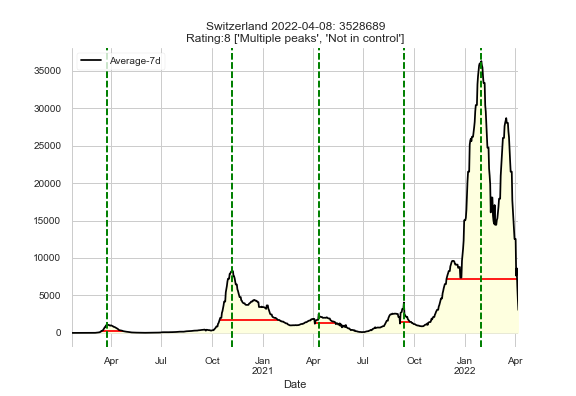 Switzerland 2022-04-08: 3528689
Rating:8 ['Multiple peaks', 'Not in control']
Average-7d
35000
30000
25000
20000
15000
10000
5000
0
Apr Jul Oct Jan Apr Jul Oct Jan Apr
2021 2022
Date